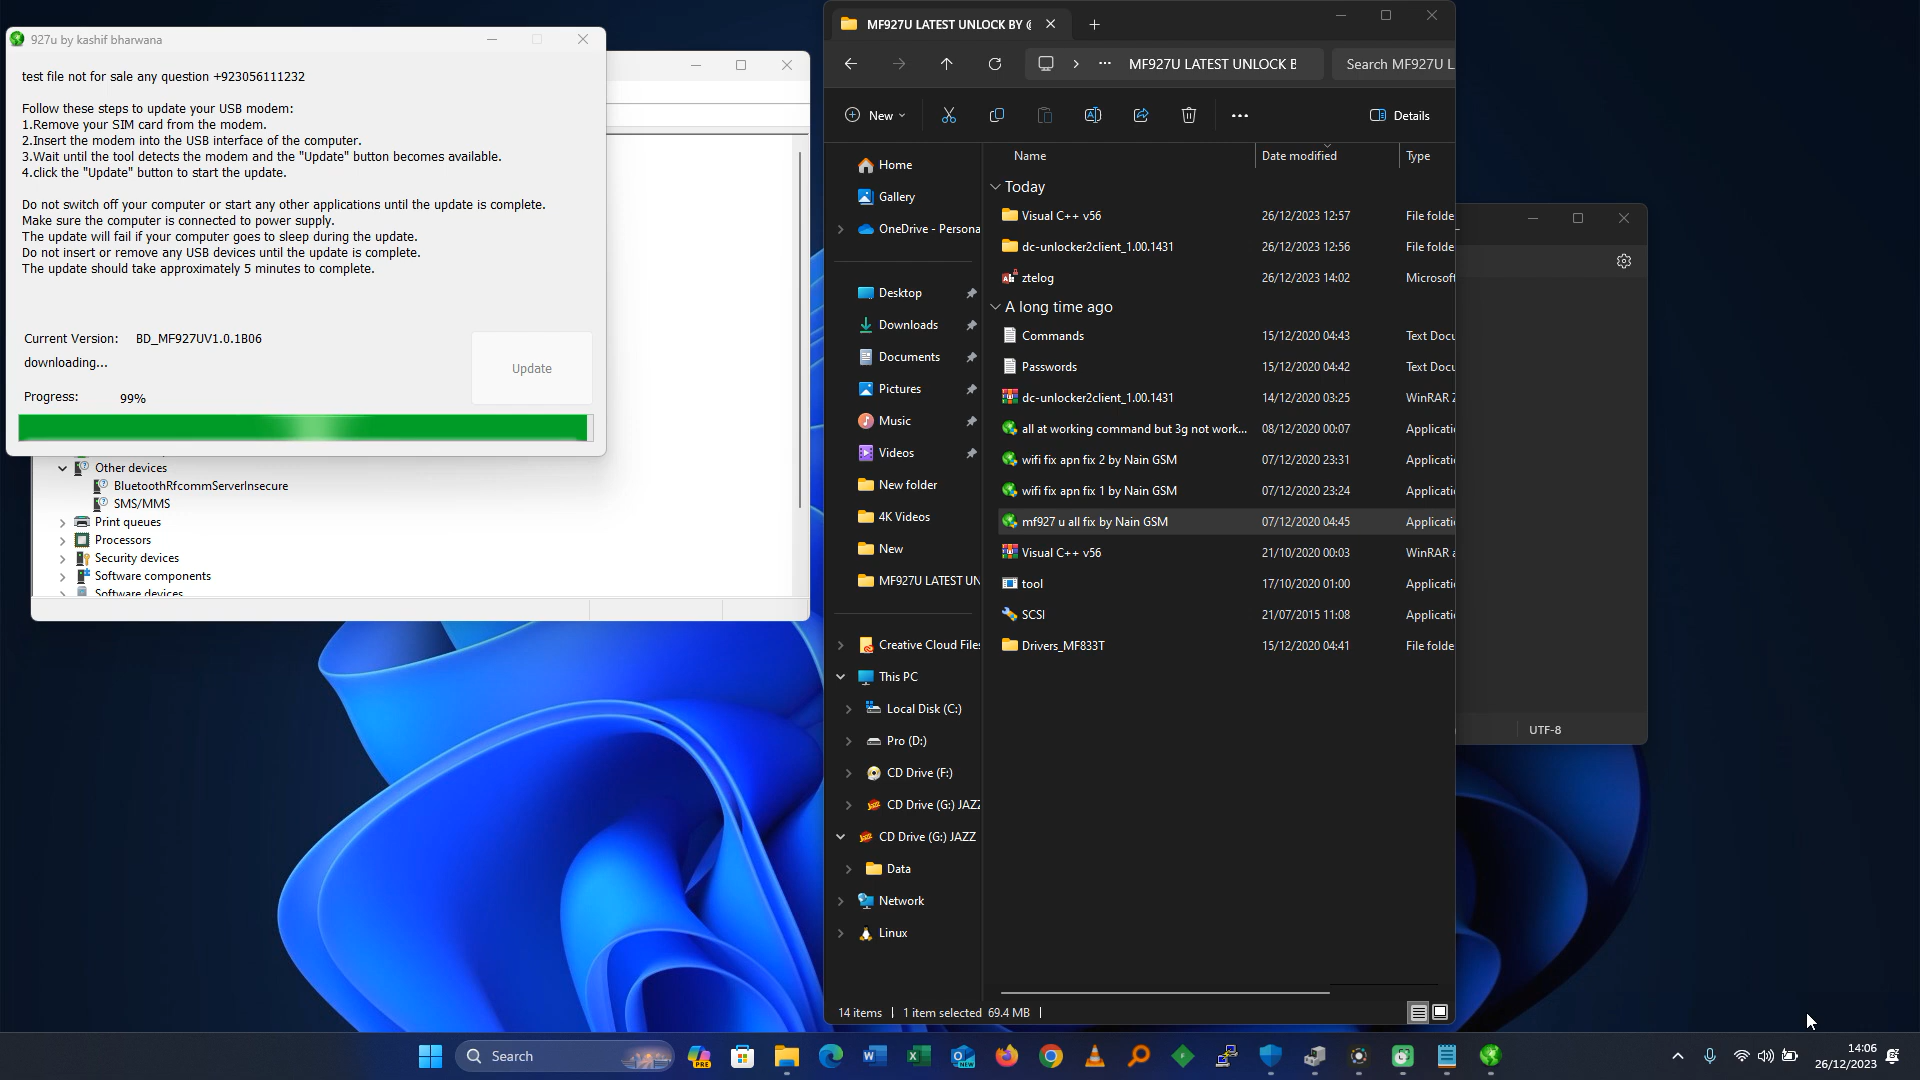 927u by kashif bharwana
test file not for sale any question +923056111232
Follow these steps to update your USB modem:
1.Remove your SIM card from the modem.
2.Insert the modem into the USB interface of the computer.
3.Wait until the tool detects the modem and the "Update" button becomes available.
4.click the "Update" button to start the update.
Do not switch off your computer or start any other applications until the update is complete.
Make sure the computer is connected to power supply.
The update will fail if your computer goes to sleep during the update.
Do not insert or remove any USB devices until the update is complete.
The update should take approximately 5 minutes to complete.
Current Version: BD_MF927UV1.0.1B06
downloading...
Update
Progress: 99%
Other devices
BluetoothRfcommServerInsecure
SMS/MMS
Print queues
Processors
Security devices
Software components
Software devices
MF927U LATEST UNLOCK BY @
MF927U LATEST UNLOCK B
Search MF927U L
New
Details
Name Date modified Type
Home
Gallery
OneDrive - Persona
Desktop
Downloads
Documents
Pictures
Music
Videos
New folder
4K Videos
New
MF927U LATEST UN
Creative Cloud Files
This PC
Local Disk (C:)
Pro (D:)
CD Drive (F:)
CD Drive (G:) JAZZ
CD Drive (G:) JAZZ
Data
Network
Linux
Today
Visual C++ v56 26/12/2023 12:57 File folde
dc-unlocker2client_1.00.1431 26/12/2023 12:56 File folde
ztelog 26/12/2023 14:02 Microsof
A long time ago
Commands 15/12/2020 04:43 Text Docu
Passwords 15/12/2020 04:42 Text Docu
dc-unlocker2client_1.00.1431 14/12/2020 03:25 WinRAR Z
all at working command but 3g not work... 08/12/2020 00:07 Applicati
wifi fix apn fix 2 by Nain GSM 07/12/2020 23:31 Applicati
wifi fix apn fix 1 by Nain GSM 07/12/2020 23:24 Applicati
mf927 u all fix by Nain GSM 07/12/2020 04:45 Applicati
Visual C++ v56 21/10/2020 00:03 WinRAR a
tool 17/10/2020 01:00 Applicati
SCSI 21/07/2015 11:08 Applicati
Drivers_MF833T 15/12/2020 04:41 File folde
14 items 1 item selected 69.4 MB
UTF-8
Search
PRE
NEW
14:06
26/12/2023